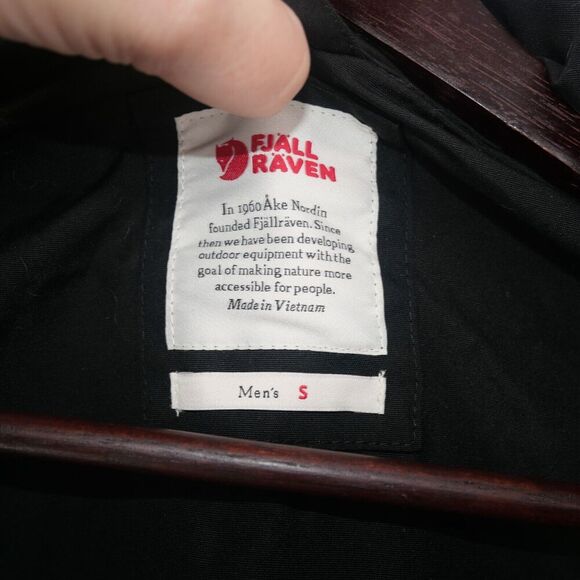 FJÄLL
RÄVEN
In 1960 Åke Nordin
founded Fjällräven. Since
then we have been developing
outdoor equipment with the
goal of making nature more
accessible for people.
Made in Vietnam
Men's S